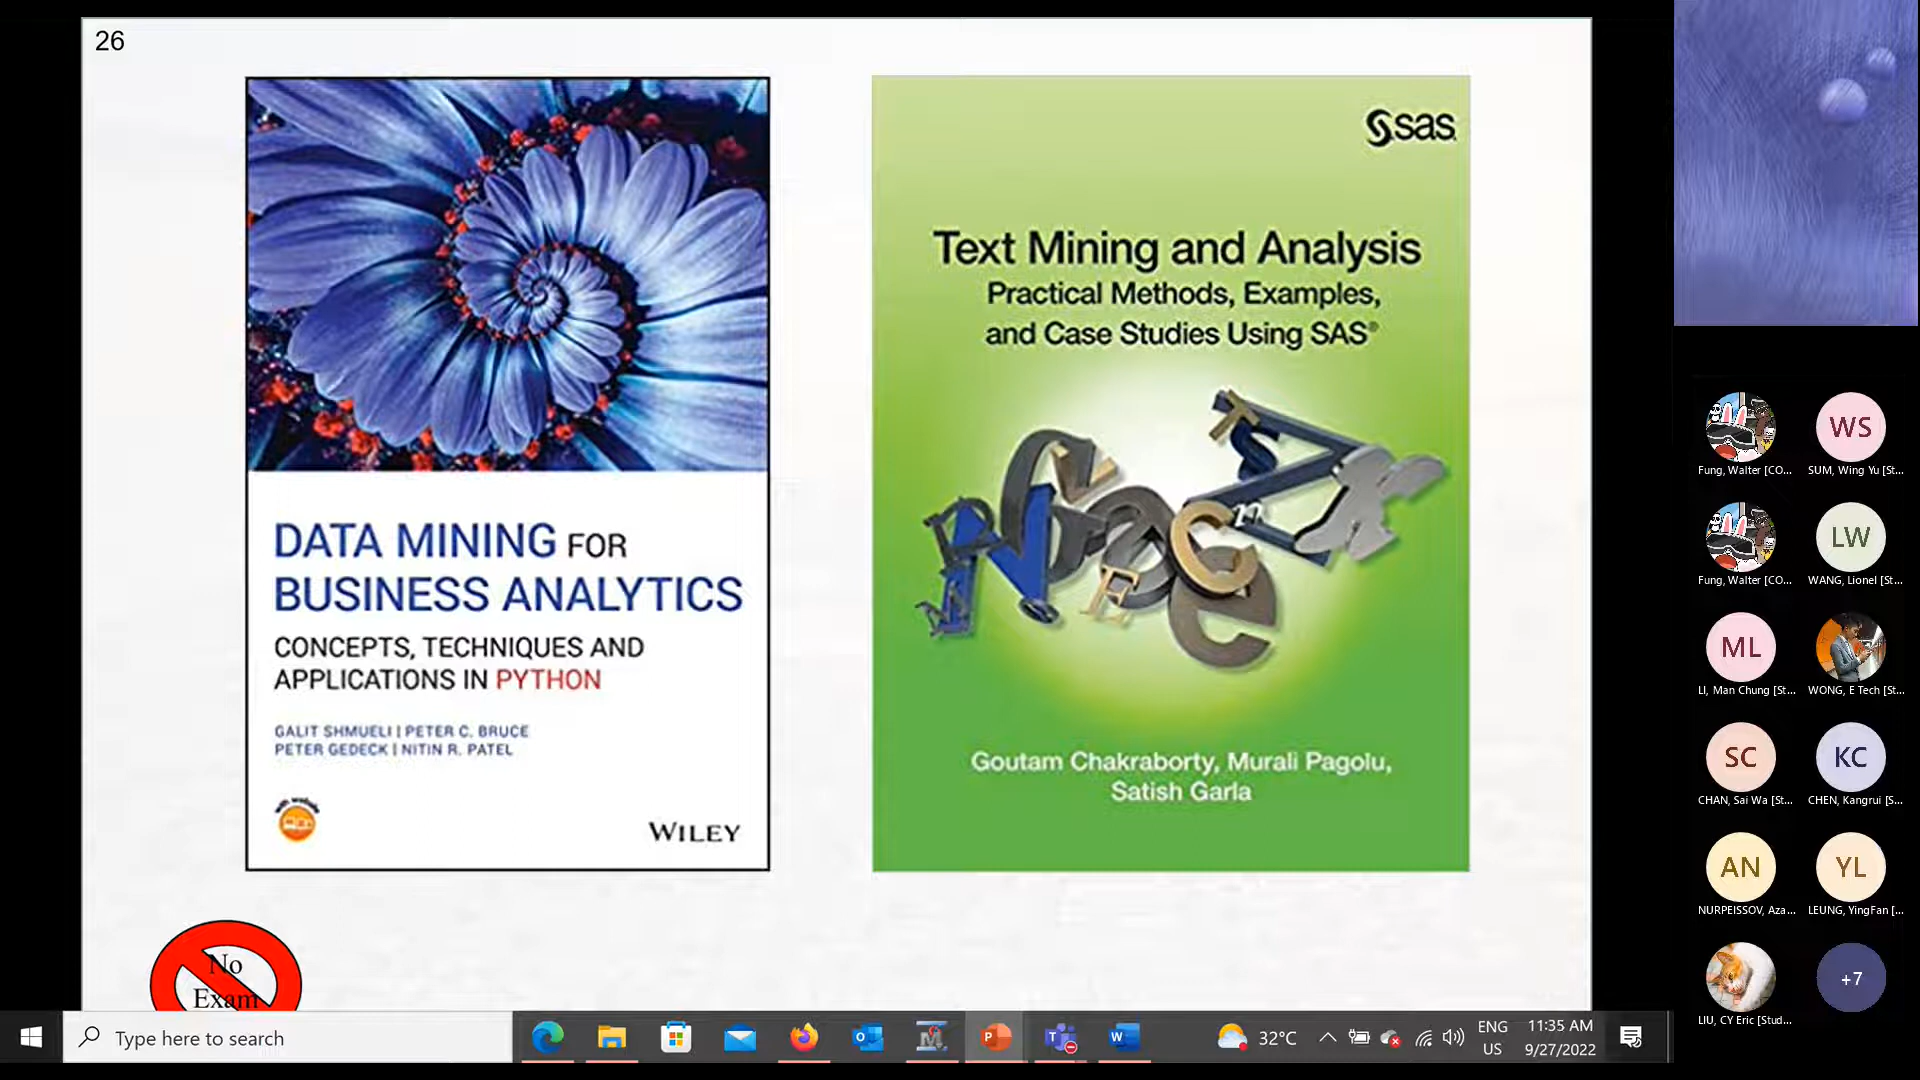 26
DATA MINING FOR
BUSINESS ANALYTICS
CONCEPTS, TECHNIQUES AND
APPLICATIONS IN PYTHON
GALIT SHMUELI | PETER C. BRUCE
PETER GEDECK | NITIN R. PATEL
with website
WILEY
sas
Text Mining and Analysis
Practical Methods, Examples,
and Case Studies Using SAS®
Goutam Chakraborty, Murali Pagolu,
Satish Garla
No
Exam
WS
Fung, Walter [CO...
SUM, Wing Yu [St...
LW
Fung, Walter [CO...
WANG, Lionel [St...
ML
LI, Man Chung [St...
WONG, E Tech [St...
SC
KC
CHAN, Sai Wa [St...
CHEN, Kangrui [S...
AN
YL
NURPEISSOV, Aza...
LEUNG, YingFan [...
+7
LIU, CY Eric [Stud...
Type here to search
32°C
ENG
US
11:35 AM
9/27/2022